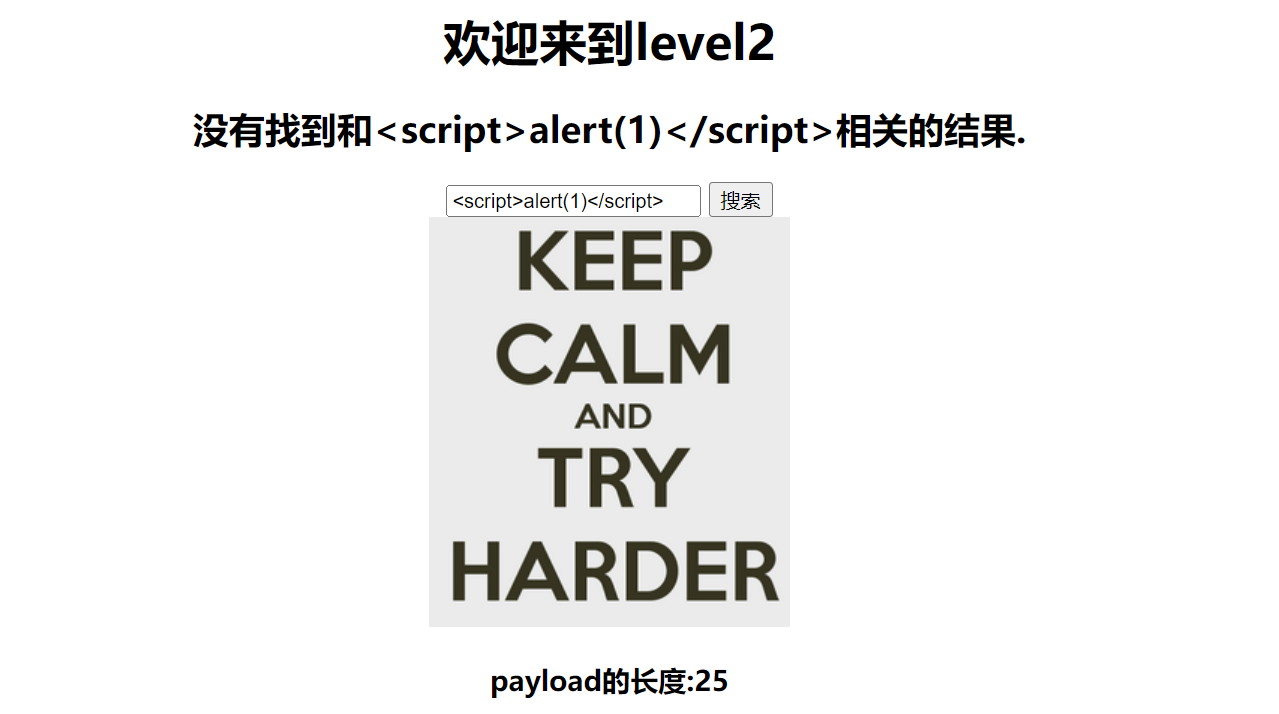 欢迎来到level2
没有找到和<script>alert(1)</script>相关的结果.
<script>alert(1)</script> 搜索
KEEP
CALM
AND
TRY
HARDER
payload的长度:25